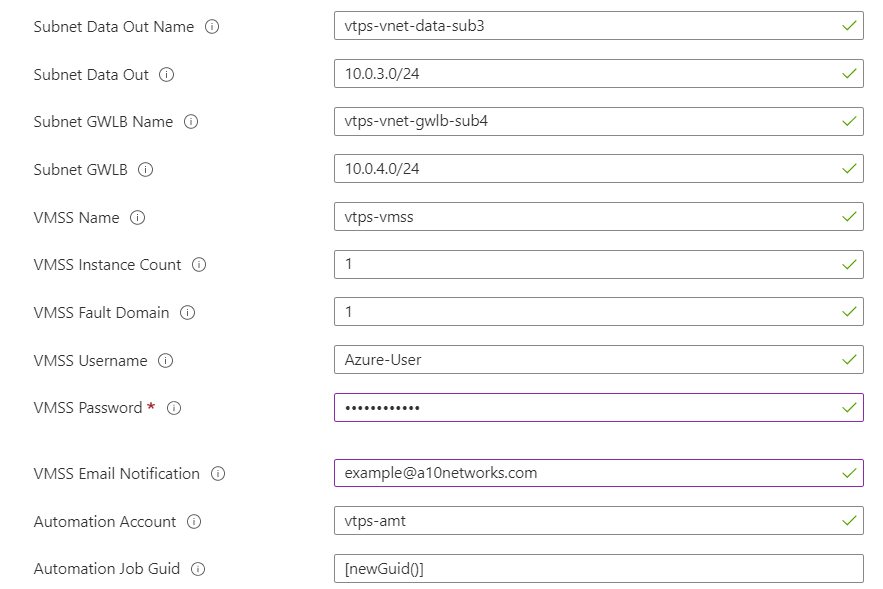 Subnet Data Out Name vtps-vnet-data-sub3
Subnet Data Out 10.0.3.0/24
Subnet GWLB Name vtps-vnet-gwlb-sub4
Subnet GWLB 10.0.4.0/24
VMSS Name vtps-vmss
VMSS Instance Count 1
VMSS Fault Domain 1
VMSS Username Azure-User
VMSS Password * ••••••••••••
VMSS Email Notification example@a10networks.com
Automation Account vtps-amt
Automation Job Guid [newGuid()]